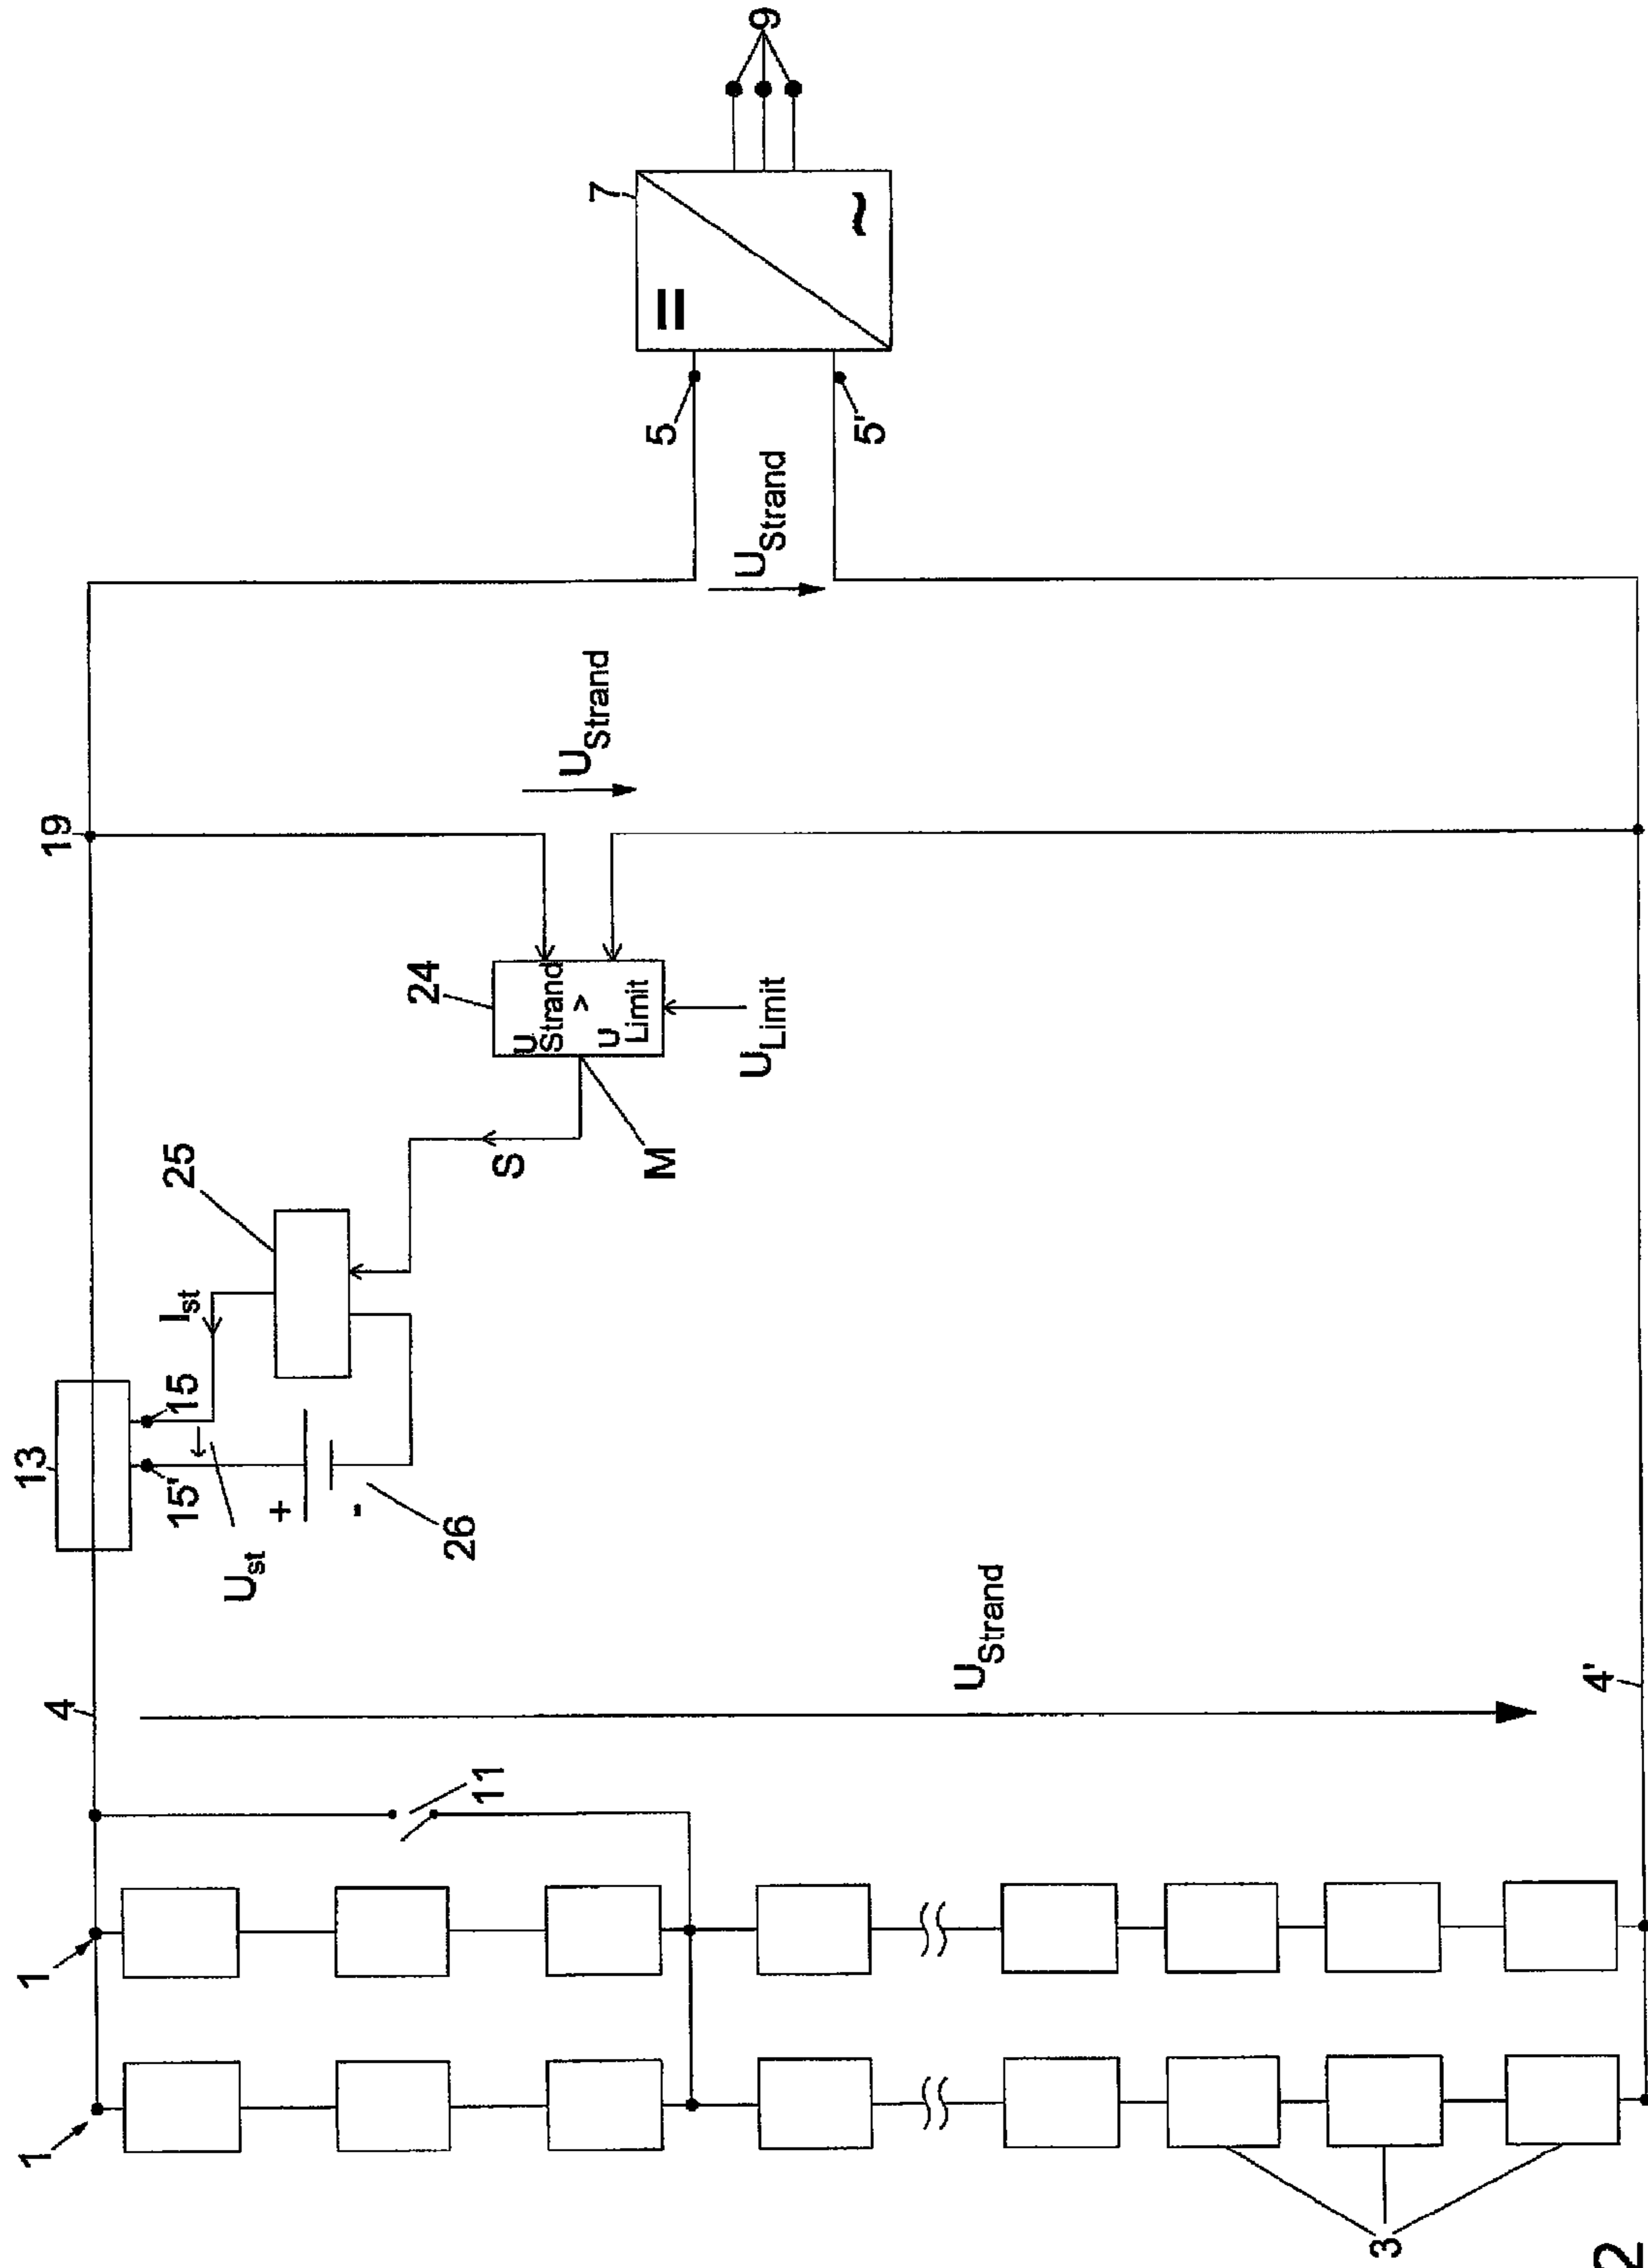 1
1
3
4
4'
11
U Strand
13
15'
15
U st
I st
+
-
26
25
S
M
24
U Strand
>
U Limit
U Limit
19
U Strand
U Strand
5
5'
7
=
~
9
2